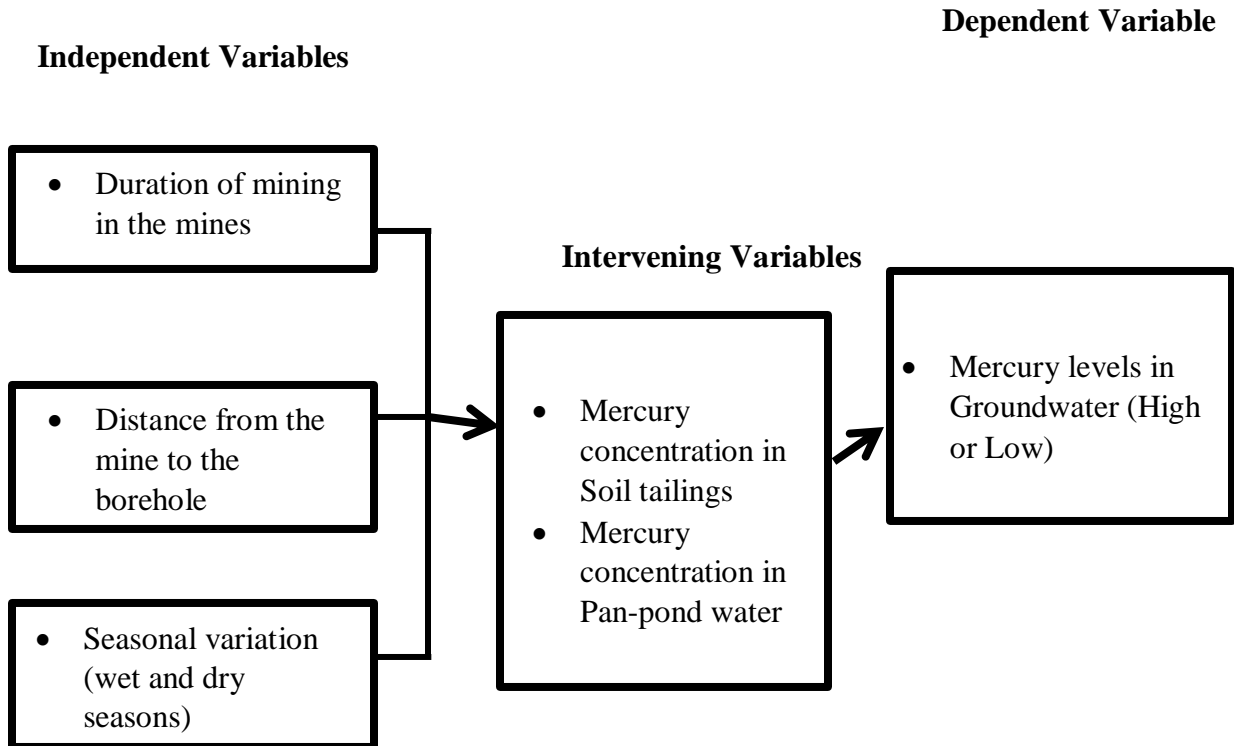 Dependent Variable
Independent Variables
• Duration of mining
in the mines
Intervening Variables
• Distance from the
mine to the
borehole
• Mercury
concentration in
Soil tailings
• Mercury
concentration in
Pan-pond water
• Mercury levels in
Groundwater (High
or Low)
• Seasonal variation
(wet and dry
seasons)